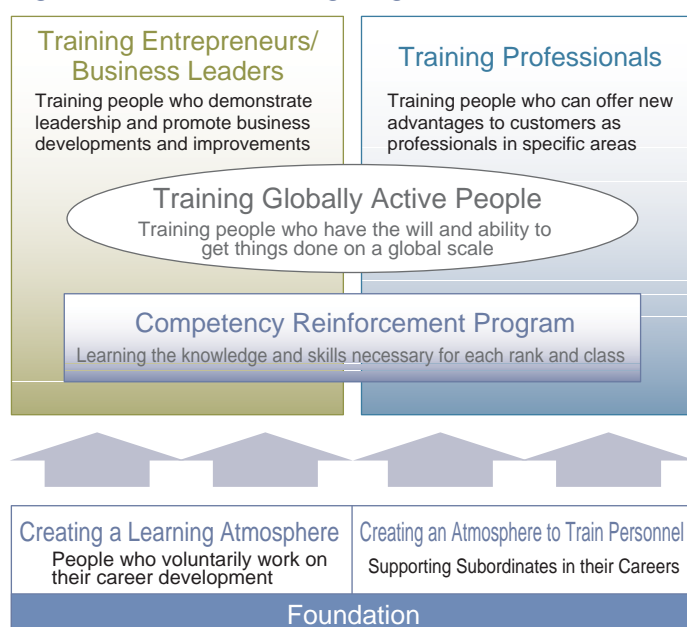 Training Entrepreneurs/
Business Leaders
Training people who demonstrate
leadership and promote business
developments and improvements
Training Professionals
Training people who can offer new
advantages to customers as
professionals in specific areas
Training Globally Active People
Training people who have the will and ability to
get things done on a global scale
Competency Reinforcement Program
Learning the knowledge and skills necessary for each rank and class
Creating a Learning Atmosphere
People who voluntarily work on
their career development
Creating an Atmosphere to Train Personnel
Supporting Subordinates in their Careers
Foundation